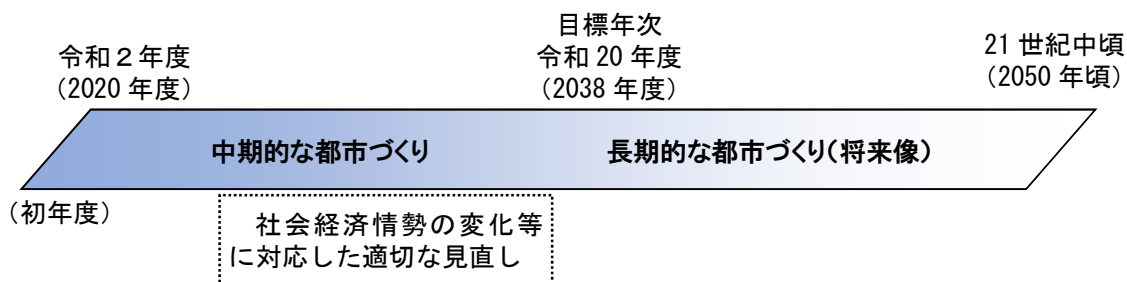 令和２年度
(2020 年度)
目標年次
令和 20 年度
(2038 年度)
21 世紀中頃
(2050 年頃)
中期的な都市づくり
長期的な都市づくり(将来像)
(初年度)
社会経済情勢の変化等
に対応した適切な見直し